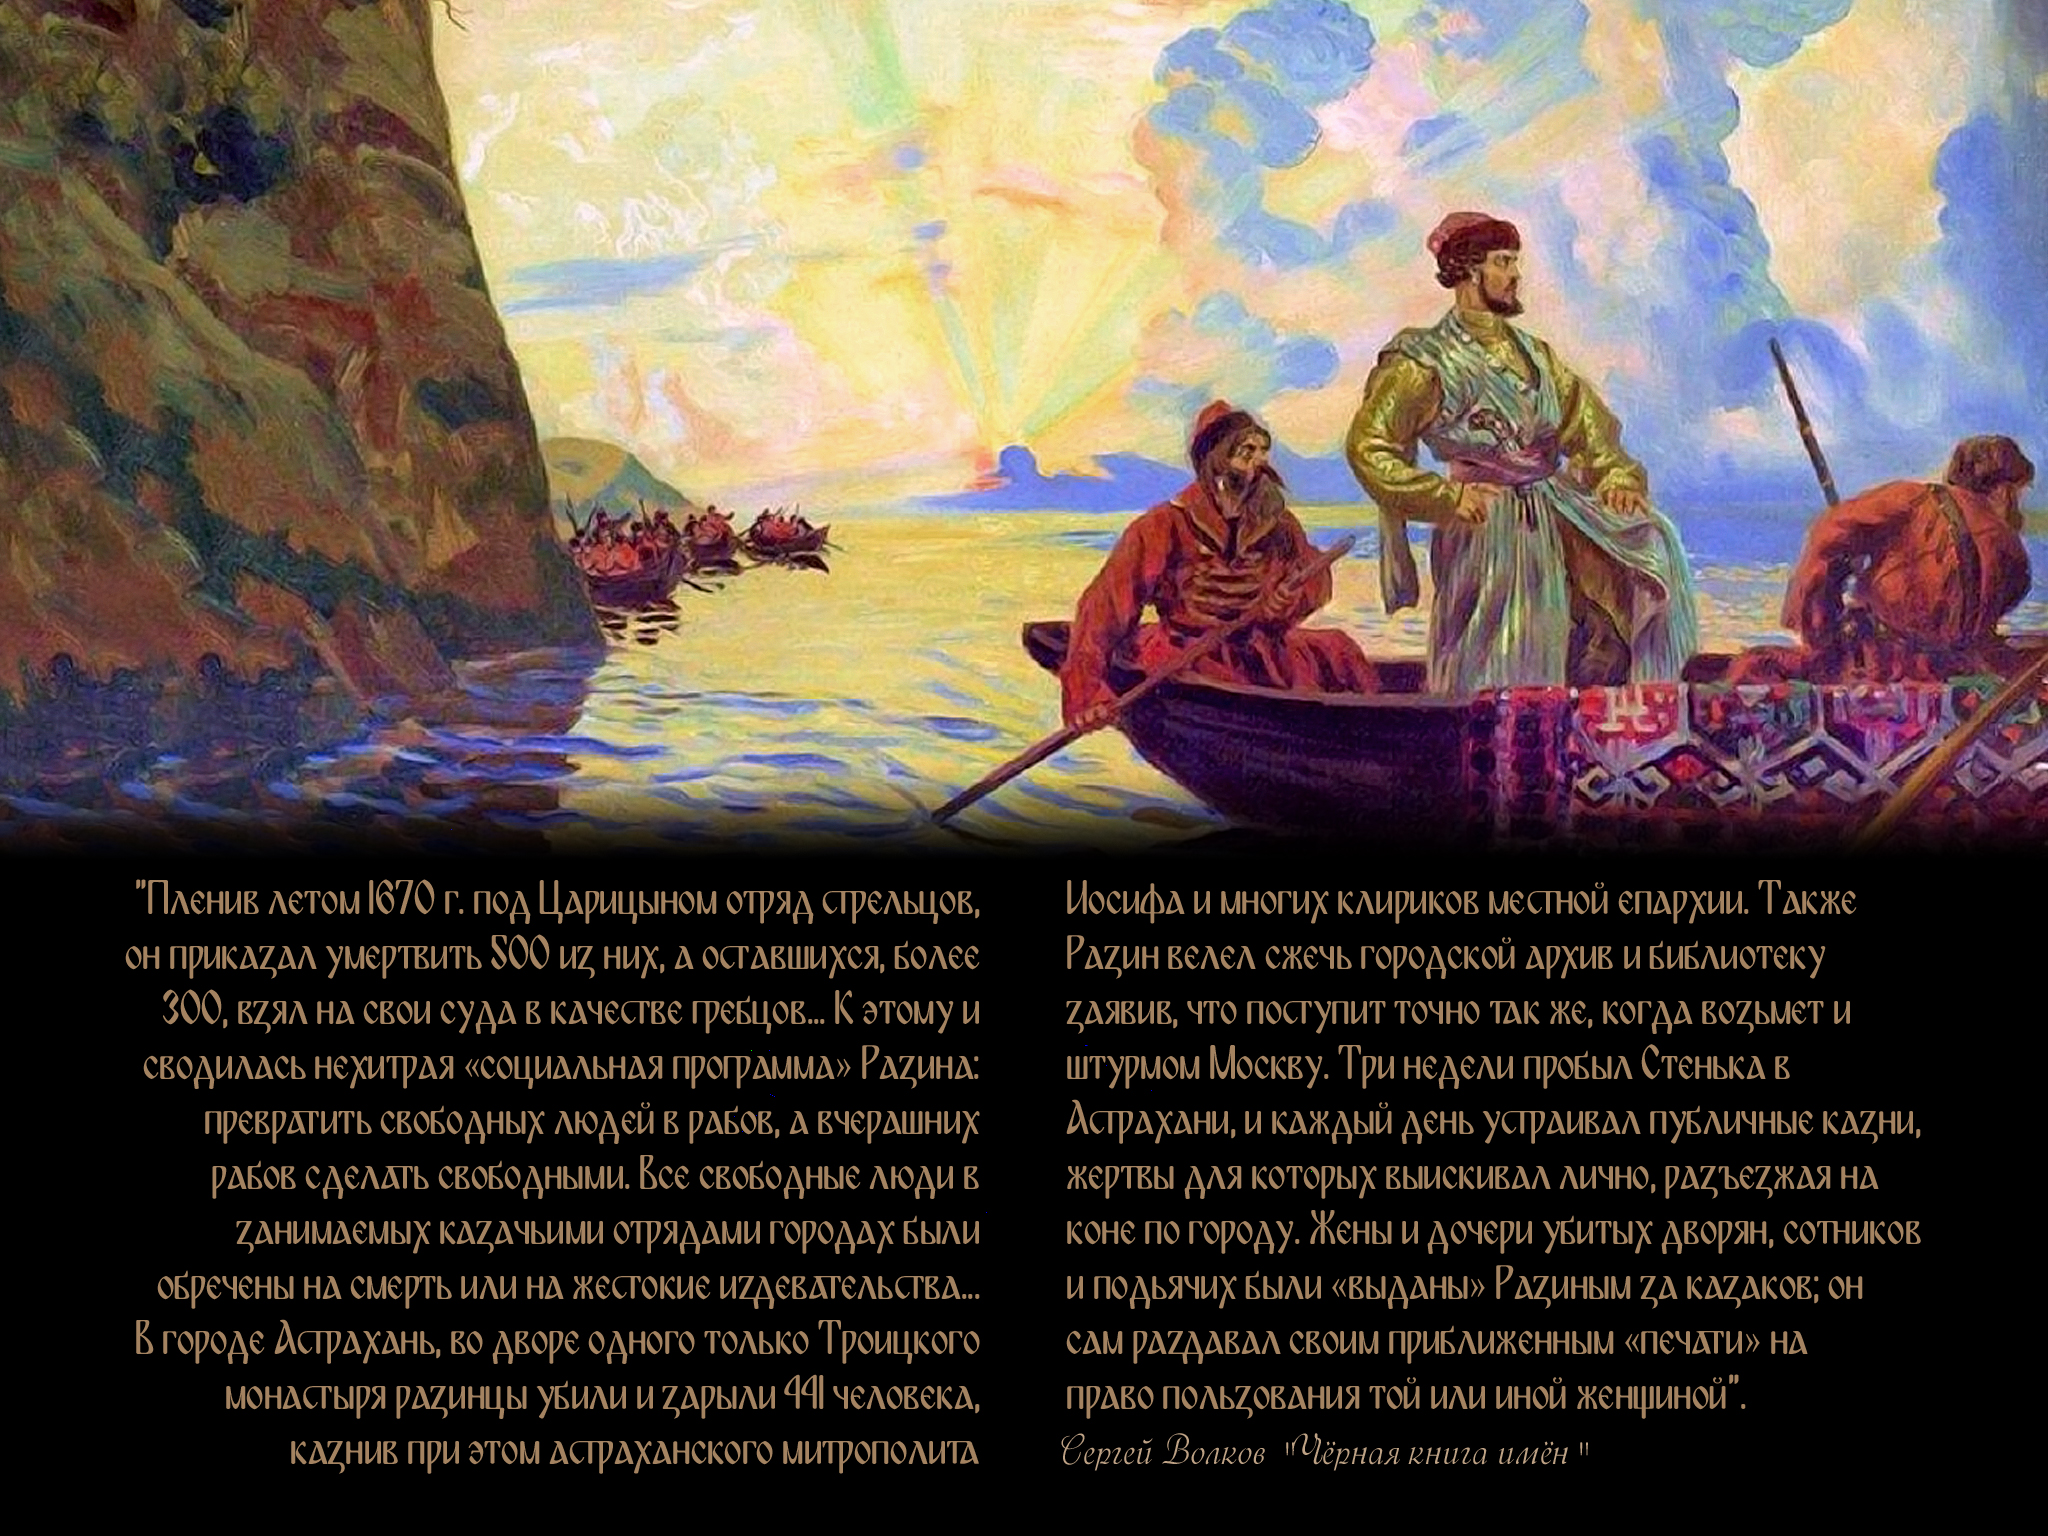 "Пленив летом 1670 г. под Царицыном отряд стрельцов,
он приказал умертвить 500 из них, а оставшихся, более
300, взял на свои суда в качестве гребцов... К этому и
сводилась нехитрая «социальная программа» Разина:
превратить свободных людей в рабов, а вчерашних
рабов сделать свободными. Все свободные люди в
занимаемых казачьими отрядами городах были
обречены на смерть или на жестокие издевательства...
В городе Астрахань, во дворе одного только Троицкого
монастыря разинцы убили и зарыли 441 человека,
казнив при этом астраханского митрополита
Иосифа и многих клириков местной епархии. Также
Разин велел сжечь городской архив и библиотеку
заявив, что поступит точно так же, когда возьмет и
штурмом Москву. Три недели пробыл Стенька в
Астрахани, и каждый день устраивал публичные казни,
жертвы для которых выискивал лично, разъезжая на
коне по городу. Жены и дочери убитых дворян, сотников
и подьячих были «выданы» Разиным за казаков; он
сам раздавал своим приближенным «печати» на
право пользования той или иной женщиной".
Сергей Волков "Чёрная книга имён "